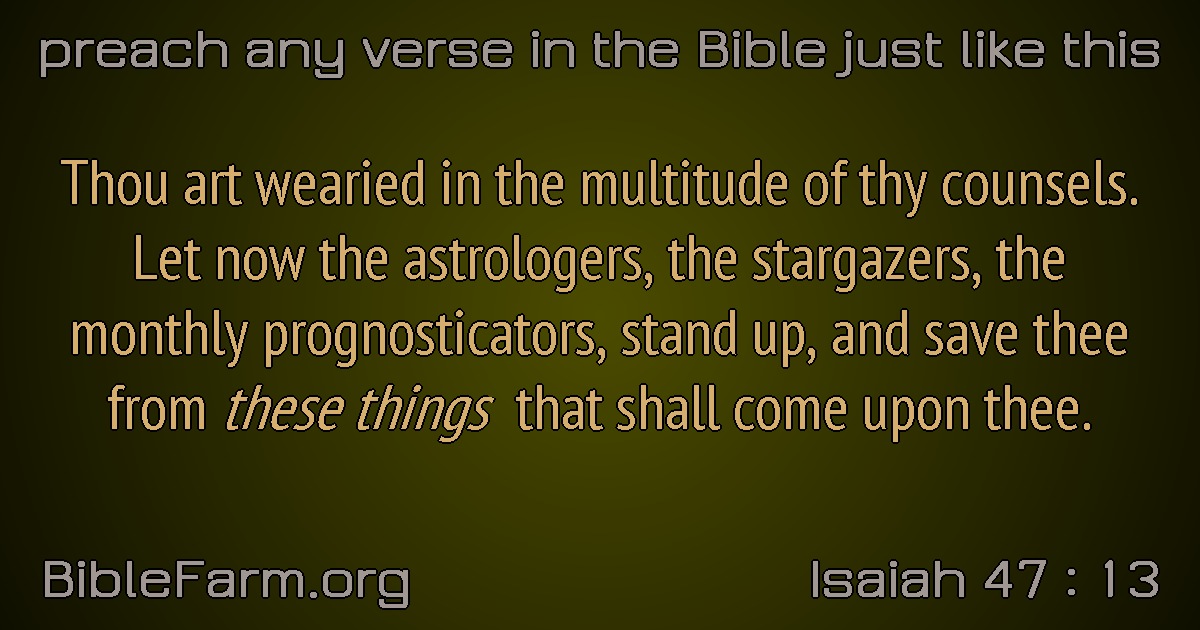 preach any verse in the Bible just like this
Thou art wearied in the multitude of thy counsels.
Let now the astrologers, the stargazers, the
monthly prognosticators, stand up, and save thee
from these things that shall come upon thee.
BibleFarm.org
Isaiah 47 : 13